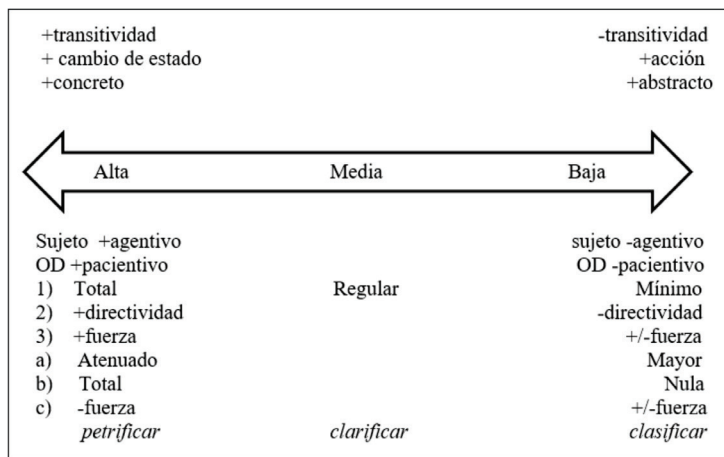 +transitividad -transitividad
+ cambio de estado +acción
+concreto +abstracto
Alta Media Baja
Sujeto +agentivo sujeto -agentivo
OD +pacientivo OD -pacientivo
1) Total Regular Mínimo
2) +directividad -directividad
3) +fuerza +/-fuerza
a) Atenuado Mayor
b) Total Nula
c) -fuerza +/-fuerza
petrificar clarificar clasificar